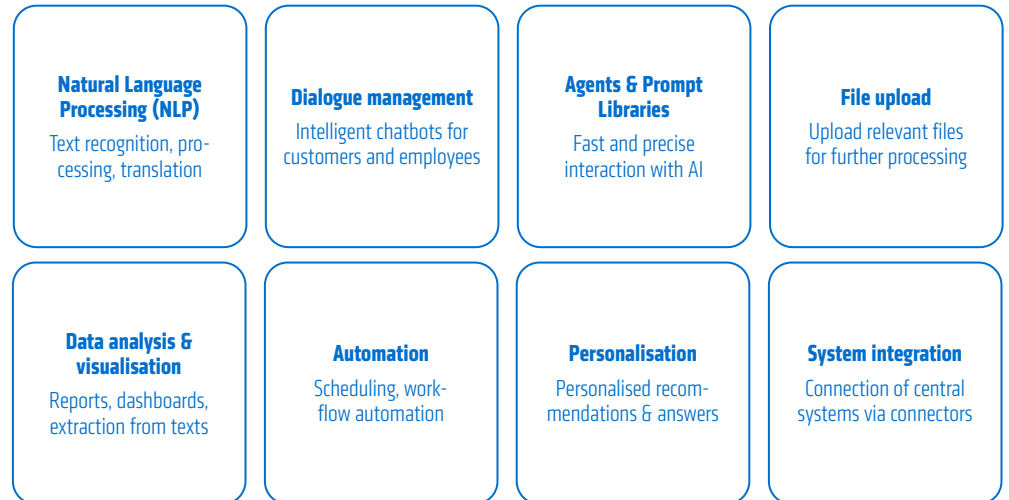 Natural Language
Processing (NLP)
Text recognition, pro-
cessing, translation
Dialogue management
Intelligent chatbots for
customers and employees
Agents & Prompt
Libraries
Fast and precise
interaction with AI
File upload
Upload relevant files
for further processing
Data analysis &
visualisation
Reports, dashboards,
extraction from texts
Automation
Scheduling, work-
flow automation
Personalisation
Personalised recom-
mendations & answers
System integration
Connection of central
systems via connectors